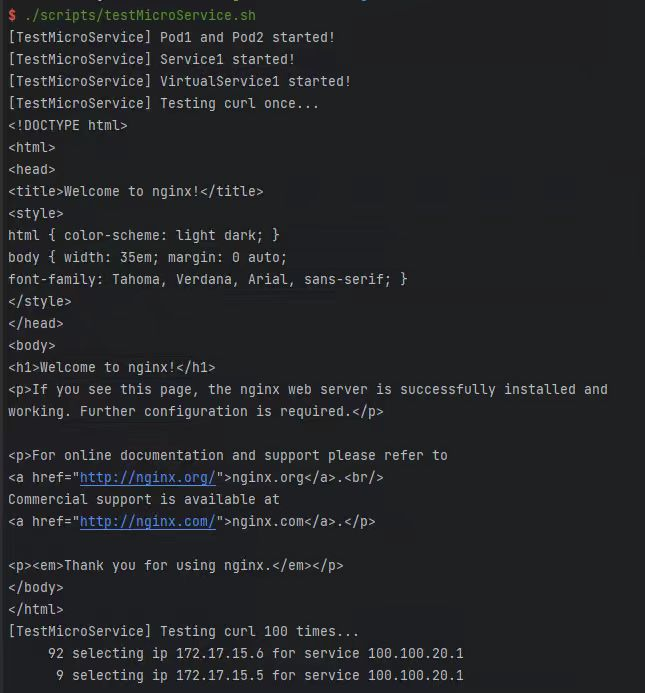 $ ./scripts/testMicroService.sh
[TestMicroService] Pod1 and Pod2 started!
[TestMicroService] Service1 started!
[TestMicroService] VirtualService1 started!
[TestMicroService] Testing curl once...
<!DOCTYPE html>
<html>
<head>
<title>Welcome to nginx!</title>
<style>
html { color-scheme: light dark; }
body { width: 35em; margin: 0 auto;
font-family: Tahoma, Verdana, Arial, sans-serif; }
</style>
</head>
<body>
<h1>Welcome to nginx!</h1>
<p>If you see this page, the nginx web server is successfully installed and
working. Further configuration is required.</p>

<p>For online documentation and support please refer to
<a href="http://nginx.org/">nginx.org</a>.<br/>
Commercial support is available at
<a href="http://nginx.com/">nginx.com</a>.</p>

<p><em>Thank you for using nginx.</em></p>
</body>
</html>
[TestMicroService] Testing curl 100 times...
     92 selecting ip 172.17.15.6 for service 100.100.20.1
      9 selecting ip 172.17.15.5 for service 100.100.20.1